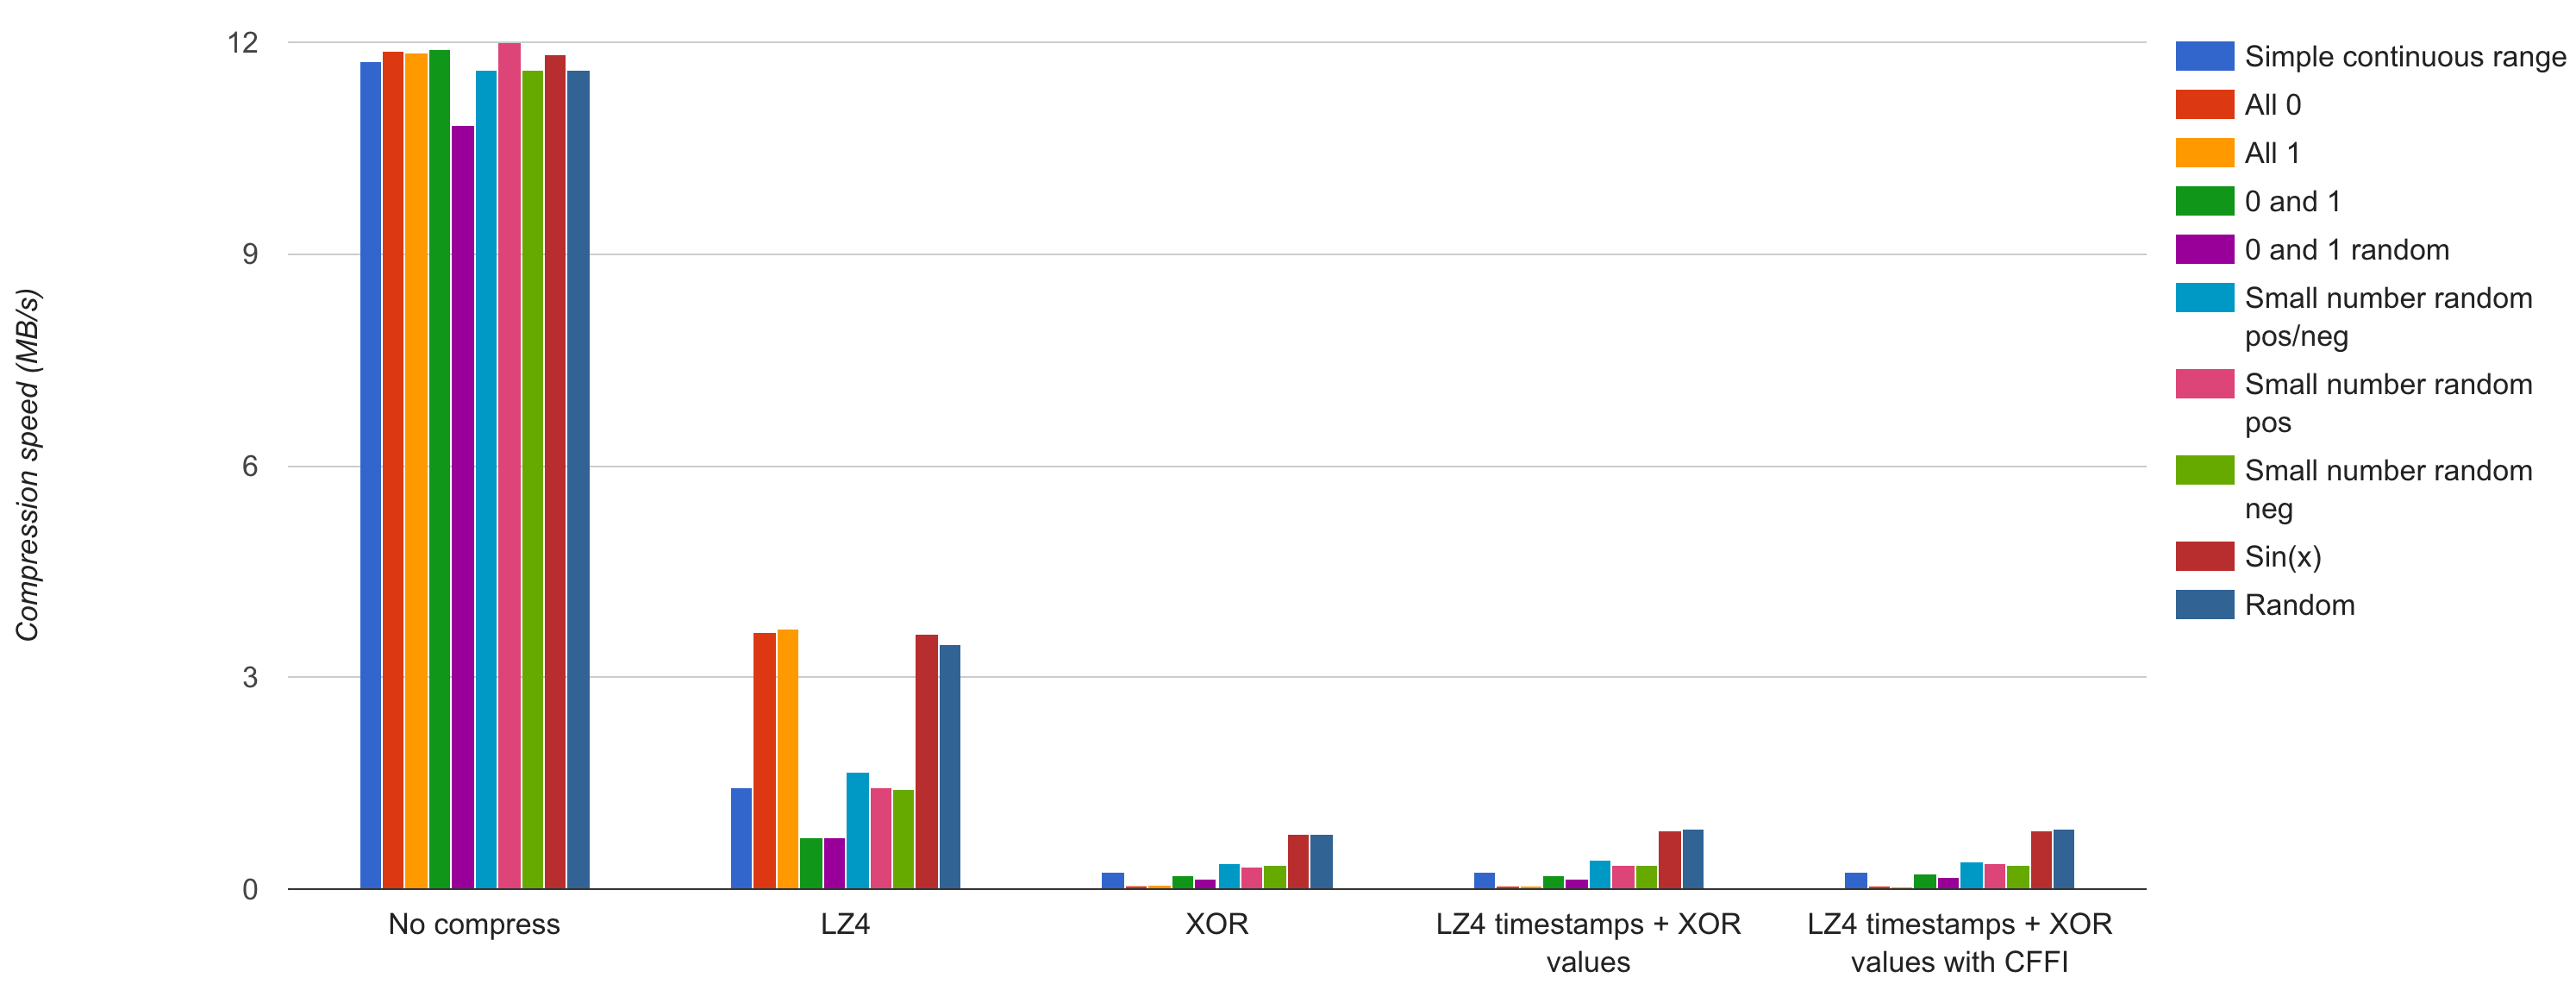 Compression speed (MB/s)
12
9
6
3
0
No compress
LZ4
XOR
LZ4 timestamps + XOR
values
LZ4 timestamps + XOR
values with CFFI
Simple continuous range
All 0
All 1
0 and 1
0 and 1 random
Small number random
pos/neg
Small number random
pos
Small number random
neg
Sin(x)
Random